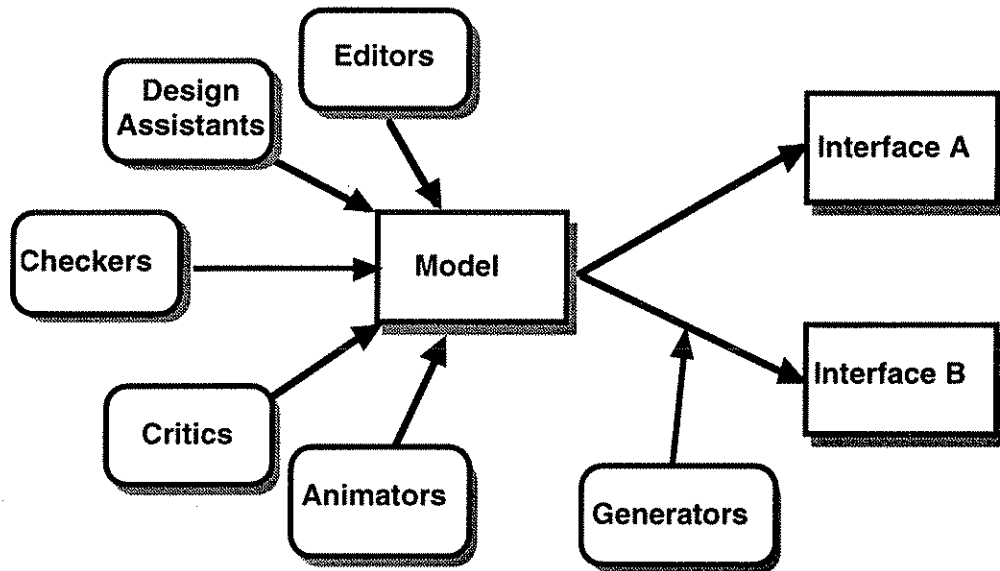 Editors
Design
Assistants
Interface A
Checkers
Model
Interface B
Critics
Animators
Generators